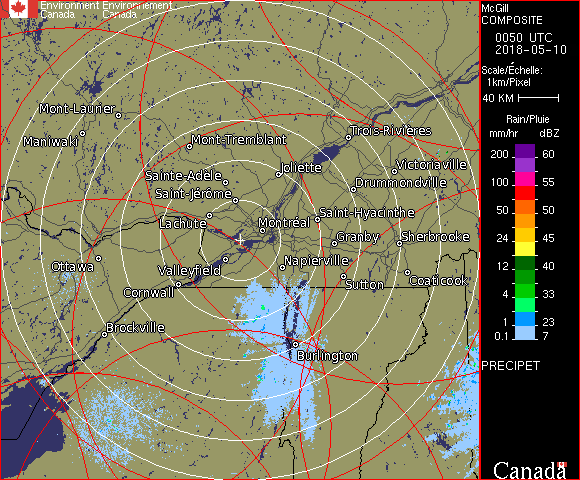 Environment Environnement
Canada Canada
McGill
COMPOSITE
0050 UTC
2018-05-10
Scale/Échelle:
1km/Pixel
40 KM
Rain/Pluie
mm/hr dBZ
200 60
155
100 55
50 50
24 45
12 40
4 33
1 23
0.1 7
PRECIPET
Canada
Mont-Laurier
Maniwaki
Mont-Tremblant
Trois-Rivières
Joliette
Victoriaville
Sainte-Adèle
Drummondville
Saint-Jérôme
Lachute
Saint-Hyacinthe
Montréal
Granby
Sherbrooke
Ottawa
Valleyfield
Napierville
Sutton
Coaticook
Cornwall
Brockville
Burlington